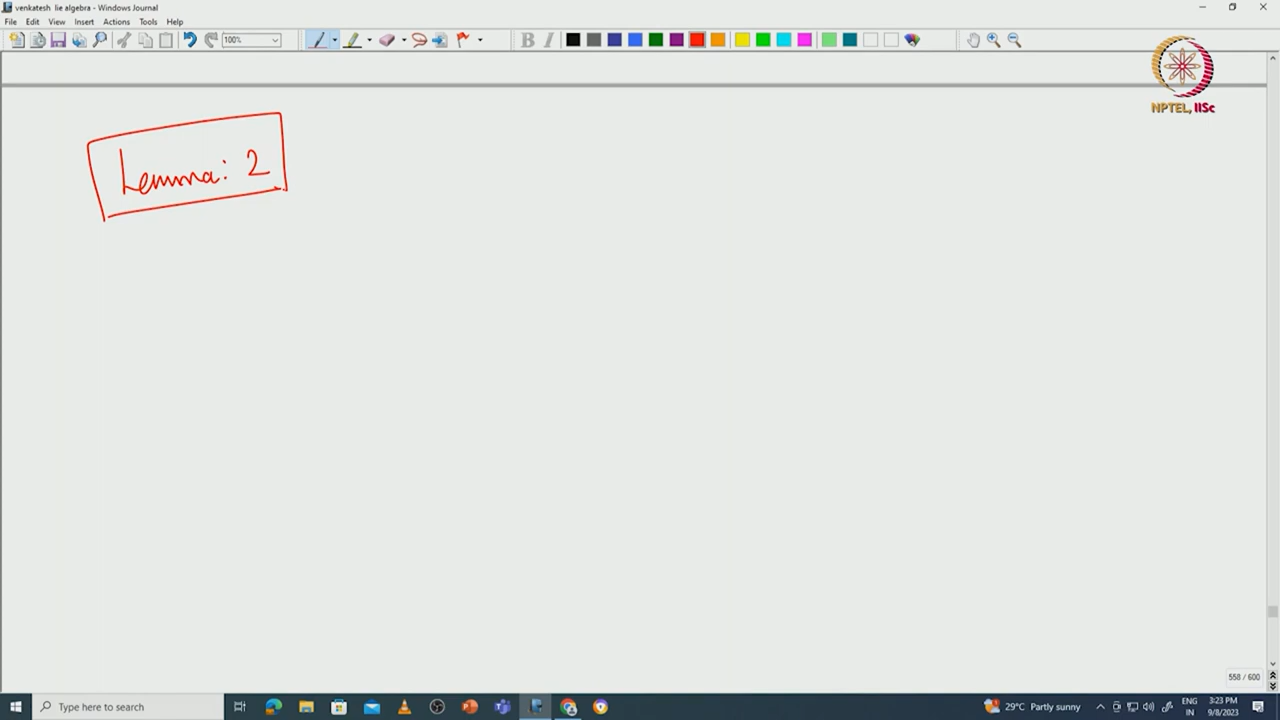 venkatesh lie algebra - Windows Journal
File Edit View Insert Actions Tools Help
100%
B I
NPTEL, IISc
Lemma: 2
558 / 600
Type here to search
29°C Partly sunny
ENG
IN
3:23 PM
9/8/2023